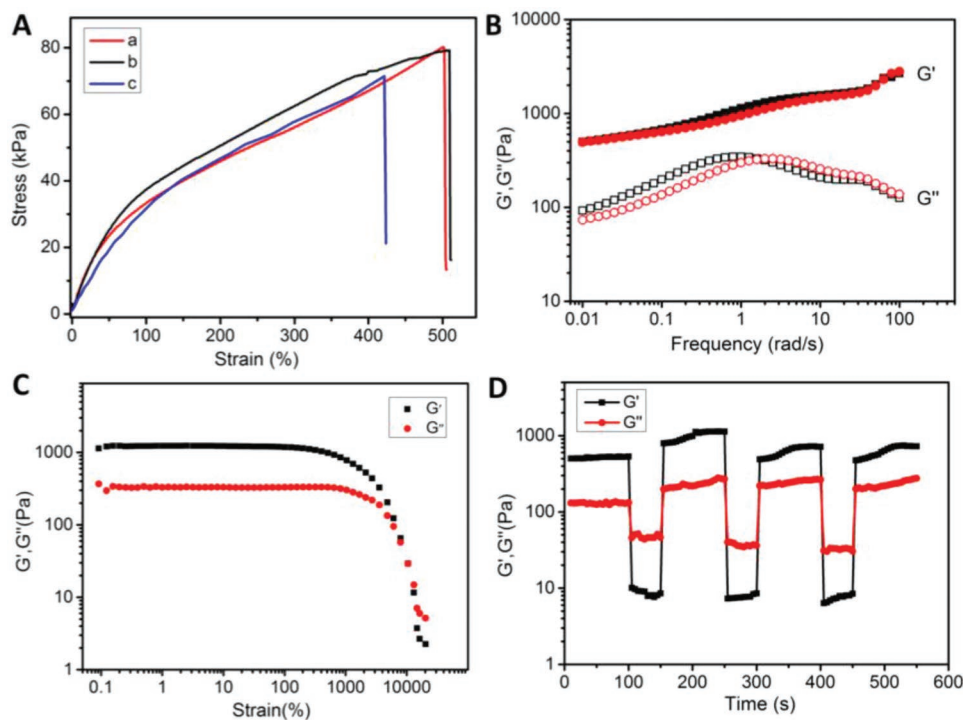 A
a
b
c
80
60
40
20
0
Stress (kPa)
0 100 200 300 400 500
Strain (%)
B
10000
1000
100
10
G', G''(Pa)
G'
G''
0.01 0.1 1 10 100
Frequency (rad/s)
C
G'
G''
1000
100
10
1
G', G''(Pa)
0.1 1 10 100 1000 10000
Strain(%)
D
G'
G''
1000
100
10
1
G', G''(Pa)
0 100 200 300 400 500 600
Time (s)